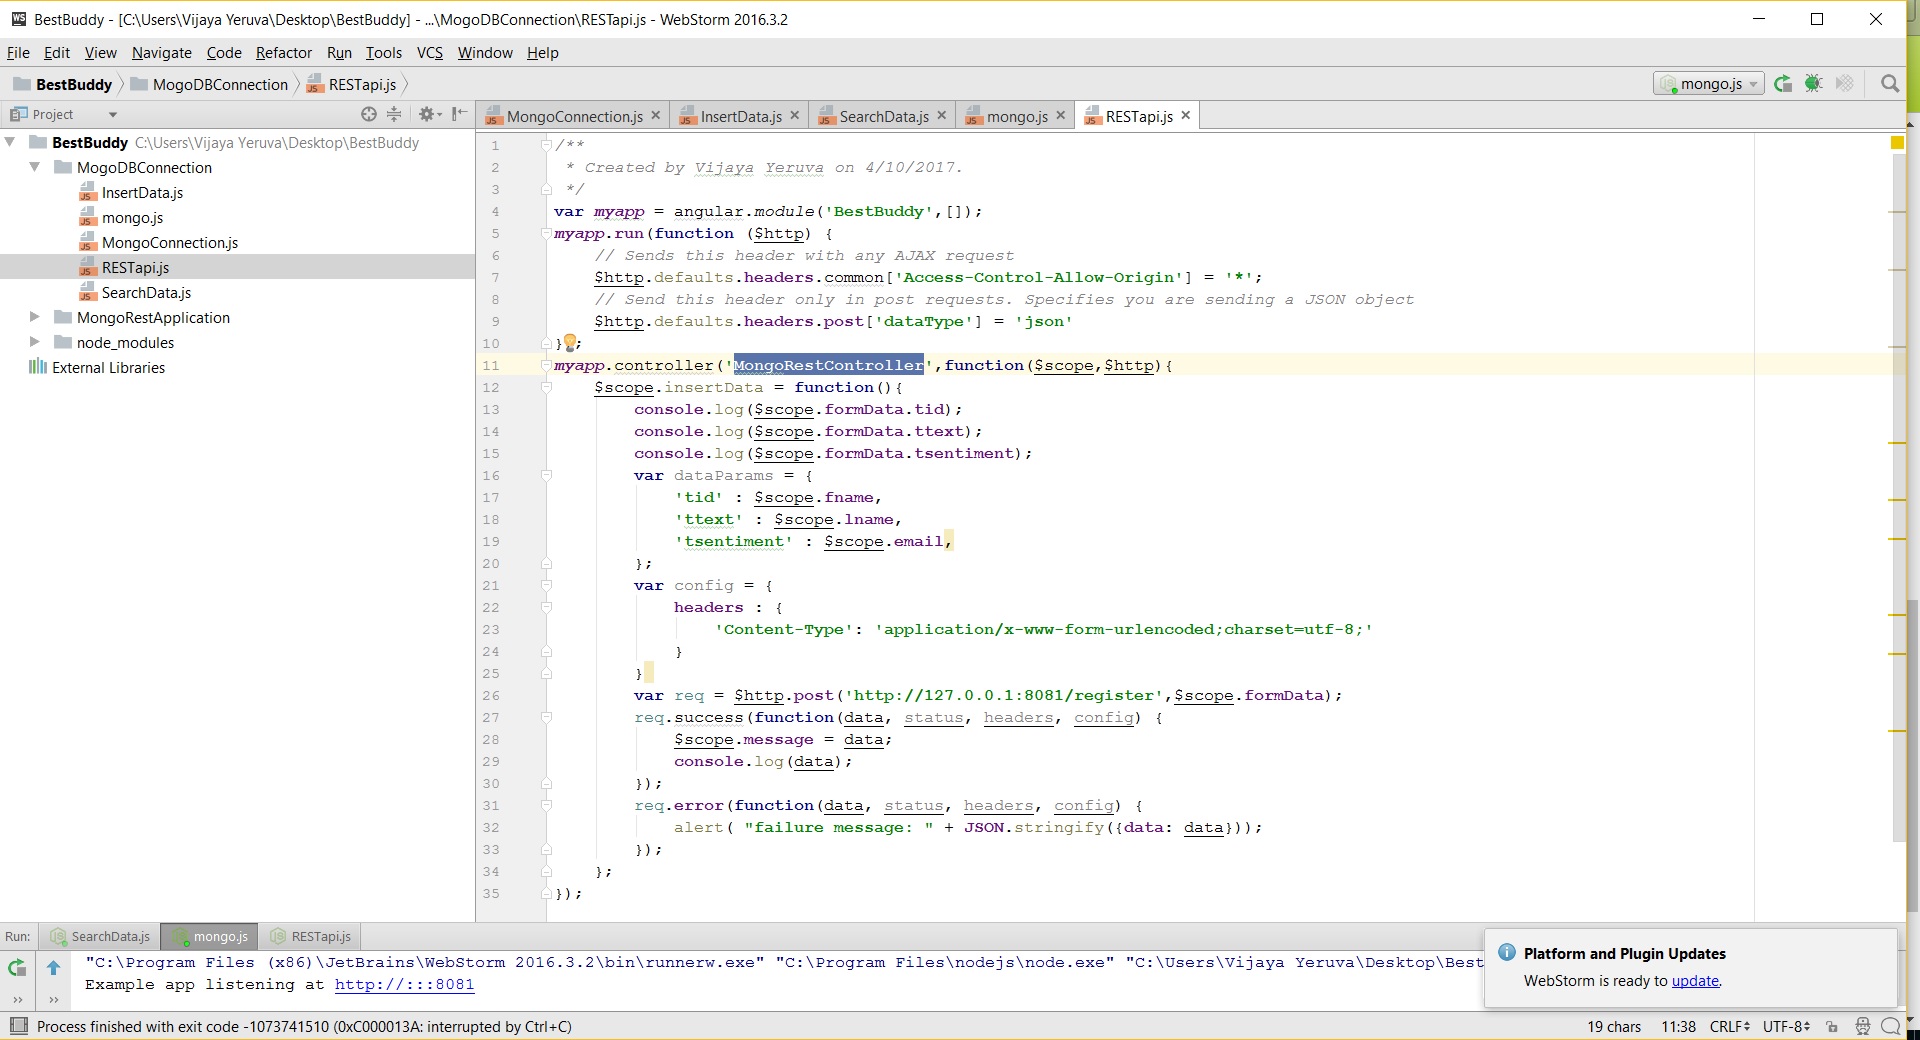 BestBuddy - [C:\Users\Vijaya Yeruva\Desktop\BestBuddy] - ...\MogoDBConnection\RESTapi.js - WebStorm 2016.3.2
File Edit View Navigate Code Refactor Run Tools VCS Window Help
BestBuddy MogoDBConnection RESTapi.js mongo.js
Project
MongoConnection.js InsertData.js SearchData.js mongo.js RESTapi.js
BestBuddy C:\Users\Vijaya Yeruva\Desktop\BestBuddy
MogoDBConnection
InsertData.js
mongo.js
MongoConnection.js
RESTapi.js
SearchData.js
MongoRestApplication
node_modules
External Libraries
1 /**
2 * Created by Vijaya Yeruva on 4/10/2017.
3 */
4 var myapp = angular.module('BestBuddy',[]);
5 myapp.run(function ($http) {
6 // Sends this header with any AJAX request
7 $http.defaults.headers.common['Access-Control-Allow-Origin'] = '*';
8 // Send this header only in post requests. Specifies you are sending a JSON object
9 $http.defaults.headers.post['dataType'] = 'json'
10 };
11 myapp.controller('MongoRestController',function($scope,$http){
12 $scope.insertData = function(){
13 console.log($scope.formData.tid);
14 console.log($scope.formData.ttext);
15 console.log($scope.formData.tsentiment);
16 var dataParams = {
17 'tid' : $scope.fname,
18 'ttext' : $scope.lname,
19 'tsentiment' : $scope.email,
20 };
21 var config = {
22 headers : {
23 'Content-Type': 'application/x-www-form-urlencoded;charset=utf-8;'
24 }
25 }
26 var req = $http.post('http://127.0.0.1:8081/register',$scope.formData);
27 req.success(function(data, status, headers, config) {
28 $scope.message = data;
29 console.log(data);
30 });
31 req.error(function(data, status, headers, config) {
32 alert( "failure message: " + JSON.stringify({data: data}));
33 });
34 };
35 });
Run: SearchData.js mongo.js RESTapi.js
"C:\Program Files (x86)\JetBrains\WebStorm 2016.3.2\bin\runnerw.exe" "C:\Program Files\nodejs\node.exe" "C:\Users\Vijaya Yeruva\Desktop\Best
Example app listening at http://:::8081
Platform and Plugin Updates
WebStorm is ready to update.
Process finished with exit code -1073741510 (0xC000013A: interrupted by Ctrl+C)
19 chars 11:38 CRLF UTF-8